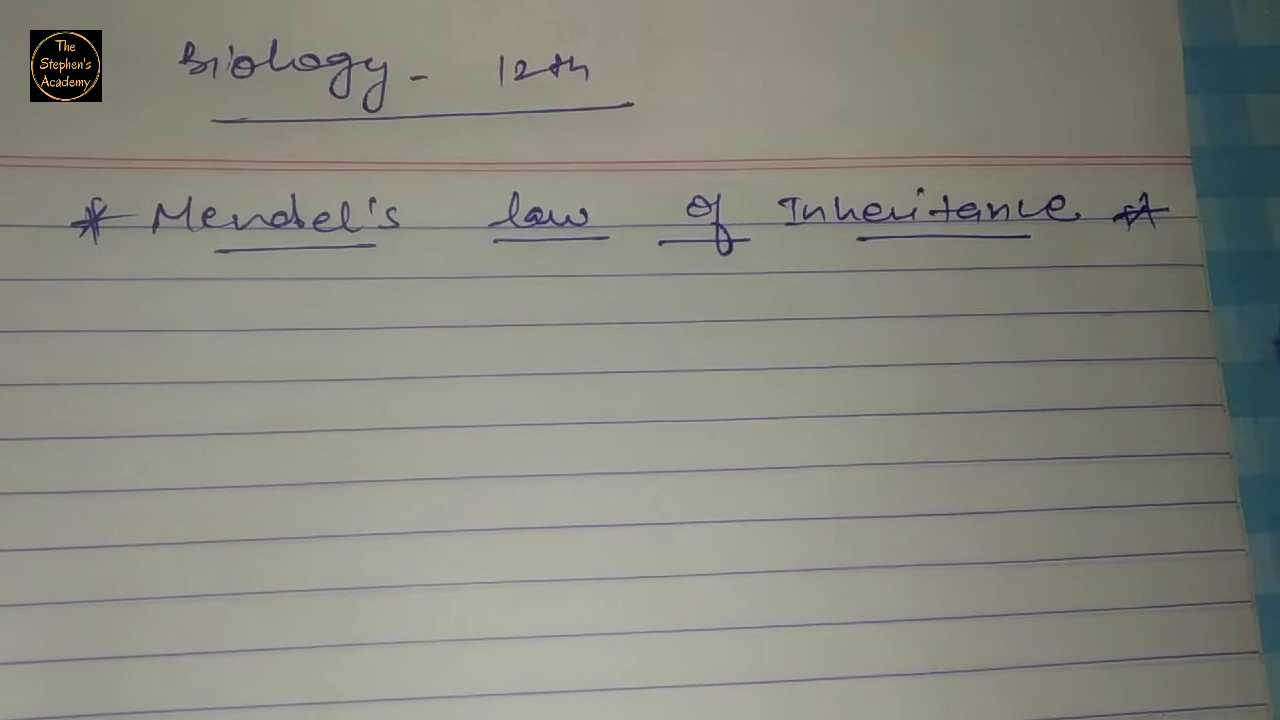 The
Stephen's
Academy
Biology - 12th
* Mendel's law of Inheritance *